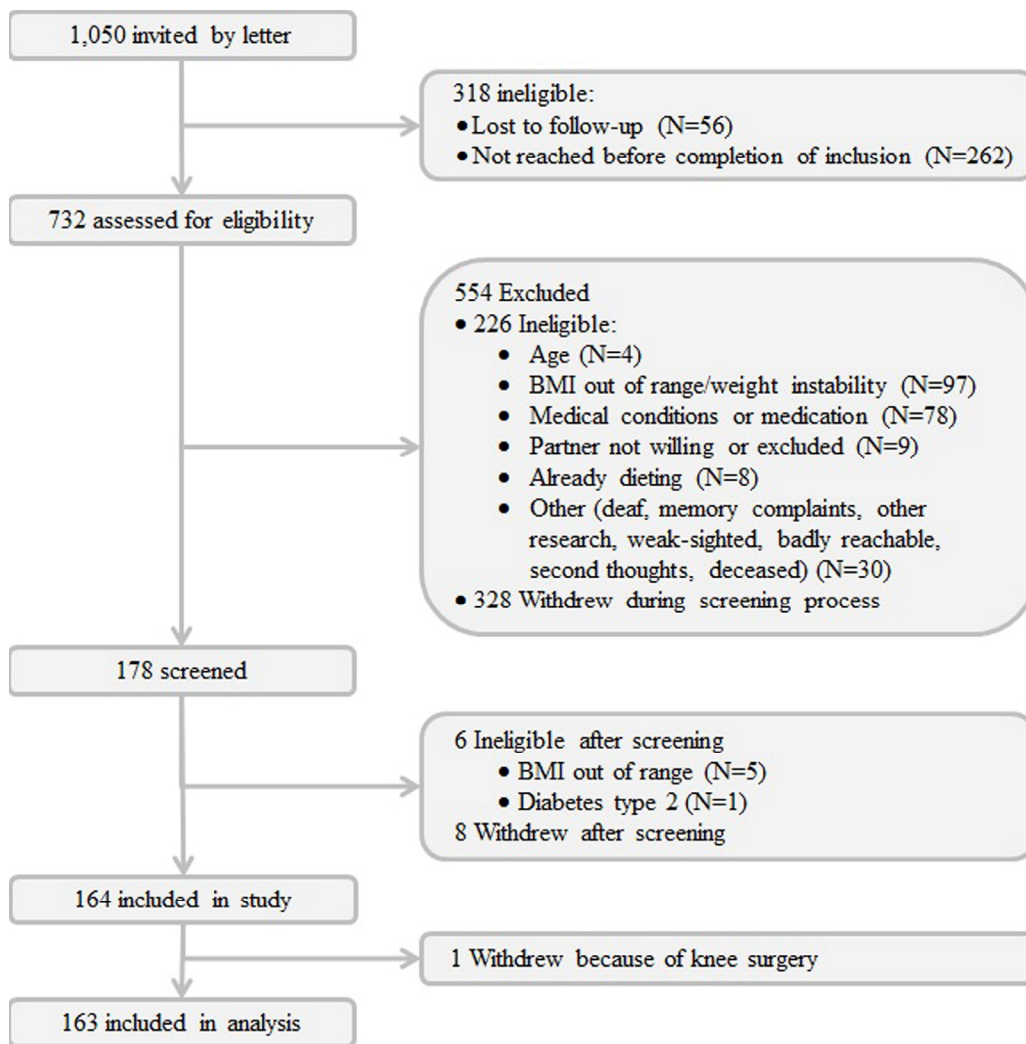 1,050 invited by letter
318 ineligible:
• Lost to follow-up (N=56)
• Not reached before completion of inclusion (N=262)
732 assessed for eligibility
554 Excluded
• 226 Ineligible:
• Age (N=4)
• BMI out of range/weight instability (N=97)
• Medical conditions or medication (N=78)
• Partner not willing or excluded (N=9)
• Already dieting (N=8)
• Other (deaf, memory complaints, other
research, weak-sighted, badly reachable,
second thoughts, deceased) (N=30)
• 328 Withdrew during screening process
178 screened
6 Ineligible after screening
• BMI out of range (N=5)
• Diabetes type 2 (N=1)
8 Withdrew after screening
164 included in study
1 Withdrew because of knee surgery
163 included in analysis